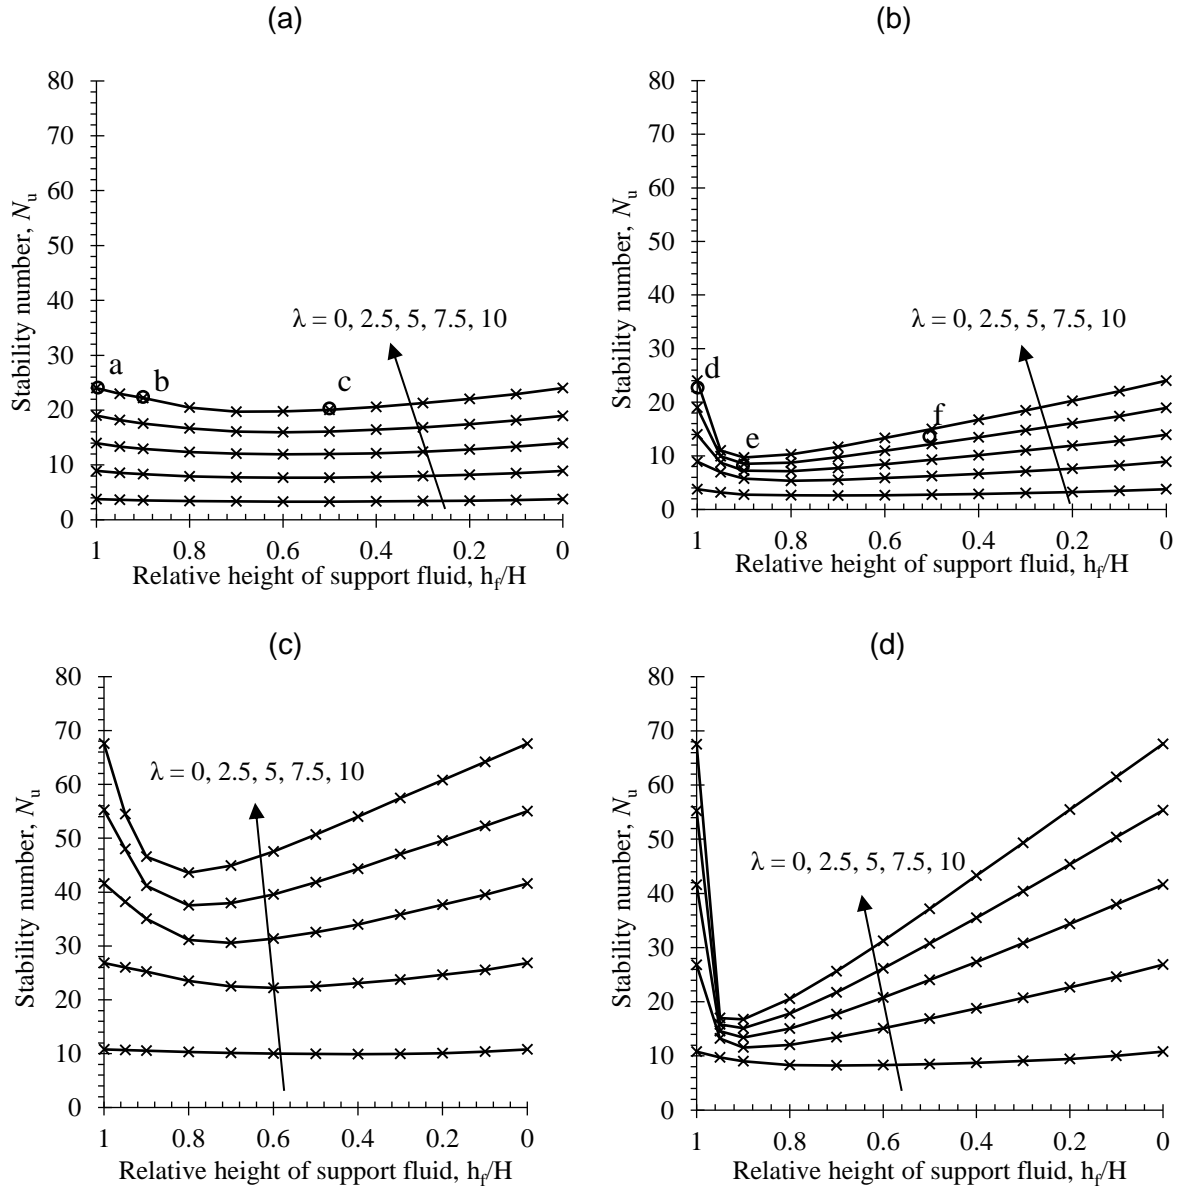 (a)
80
70
60
50
40
30
20
10
0
Stability number, Nu
λ = 0, 2.5, 5, 7.5, 10
a
b
c
1
0.8
0.6
0.4
0.2
0
Relative height of support fluid, hf/H
(b)
80
70
60
50
40
30
20
10
0
Stability number, Nu
λ = 0, 2.5, 5, 7.5, 10
d
e
f
1
0.8
0.6
0.4
0.2
0
Relative height of support fluid, hf/H
(c)
80
70
60
50
40
30
20
10
0
Stability number, Nu
λ = 0, 2.5, 5, 7.5, 10
1
0.8
0.6
0.4
0.2
0
Relative height of support fluid, hf/H
(d)
80
70
60
50
40
30
20
10
0
Stability number, Nu
λ = 0, 2.5, 5, 7.5, 10
1
0.8
0.6
0.4
0.2
0
Relative height of support fluid, hf/H